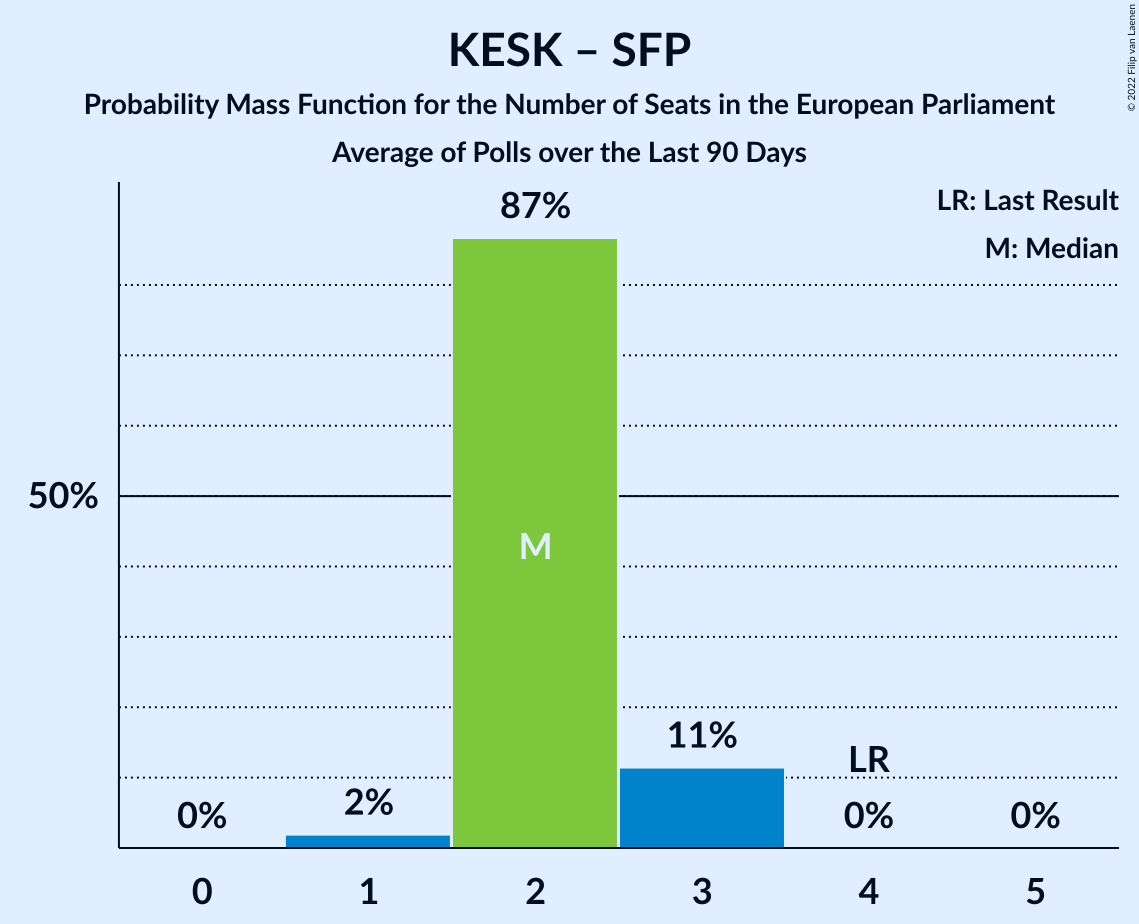 KESK – SFP
Probability Mass Function for the Number of Seats in the European Parliament
Average of Polls over the Last 90 Days
© 2022 Filip van Laenen
LR: Last Result
M: Median
87%
50%
M
11%
LR
0%
2%
0%
0%
0
1
2
3
4
5